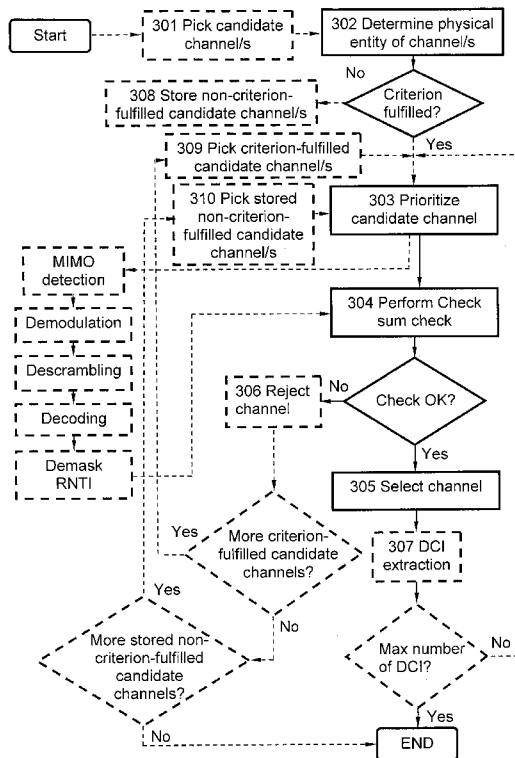 Start
301 Pick candidate
channel/s
302 Determine physical
entity of channel/s
No
308 Store non-criterion-
fulfilled candidate channel/s
Criterion
fulfilled?
Yes
309 Pick criterion-fulfilled
candidate channel/s
310 Pick stored
non-criterion-
fulfilled candidate
channel/s
303 Prioritize
candidate channel
MIMO
detection
Demodulation
Descrambling
Decoding
Demask
RNTI
304 Perform Check
sum check
306 Reject
channel
No
Check OK?
Yes
305 Select channel
307 DCI
extraction
Yes
More criterion-
fulfilled candidate
channels?
No
Yes
More stored non-
criterion-fulfilled
candidate
channels?
No
Max number
of DCI?
No
Yes
END